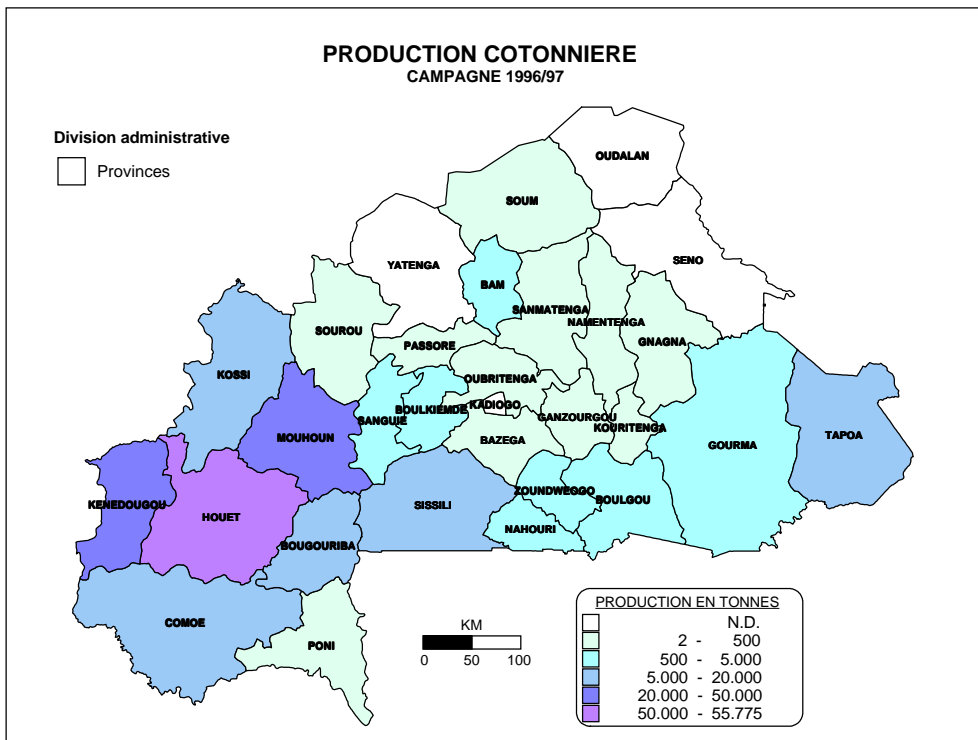 PRODUCTION COTONNIERE
CAMPAGNE 1996/97
Division administrative
Provinces
OUDALAN
SOUM
SENO
YATENGA
BAM
SANMATENGA
NAMENTENGA
SOUROU
GNAGNA
PASSORE
KOSSI
OUBRITENGA
KADIOGO
BOULKIEMDE
SANGUIE
GANZOURGOU
KOURITENGA
MOUHOUN
BAZEGA
GOURMA
TAPOA
ZOUNDWEOGO
BOULGOU
KENEDOUGOU
HOUET
SISSILI
NAHOURI
BOUGOURIBA
COMOE
PONI
KM
0 50 100
PRODUCTION EN TONNES
N.D.
2 - 500
500 - 5.000
5.000 - 20.000
20.000 - 50.000
50.000 - 55.775